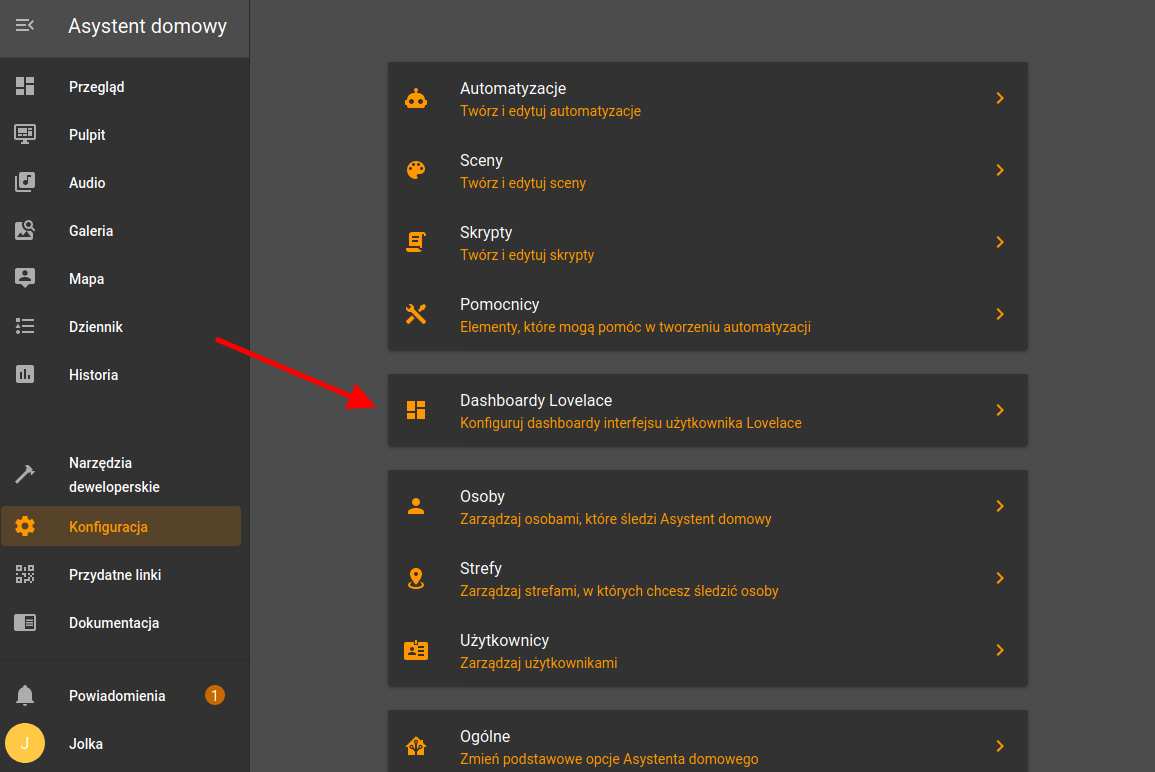 Asystent domowy
Przegląd
Pulpit
Audio
Galeria
Mapa
Dziennik
Historia
Narzędzia
deweloperskie
Konfiguracja
Przydatne linki
Dokumentacja
Powiadomienia 1
J Jolka
Automatyzacje
Twórz i edytuj automatyzacje
Sceny
Twórz i edytuj sceny
Skrypty
Twórz i edytuj skrypty
Pomocnicy
Elementy, które mogą pomóc w tworzeniu automatyzacji
Dashboardy Lovelace
Konfiguruj dashboardy interfejsu użytkownika Lovelace
Osoby
Zarządzaj osobami, które śledzi Asystent domowy
Strefy
Zarządzaj strefami, w których chcesz śledzić osoby
Użytkownicy
Zarządzaj użytkownikami
Ogólne
Zmień podstawowe opcje Asystenta domowego